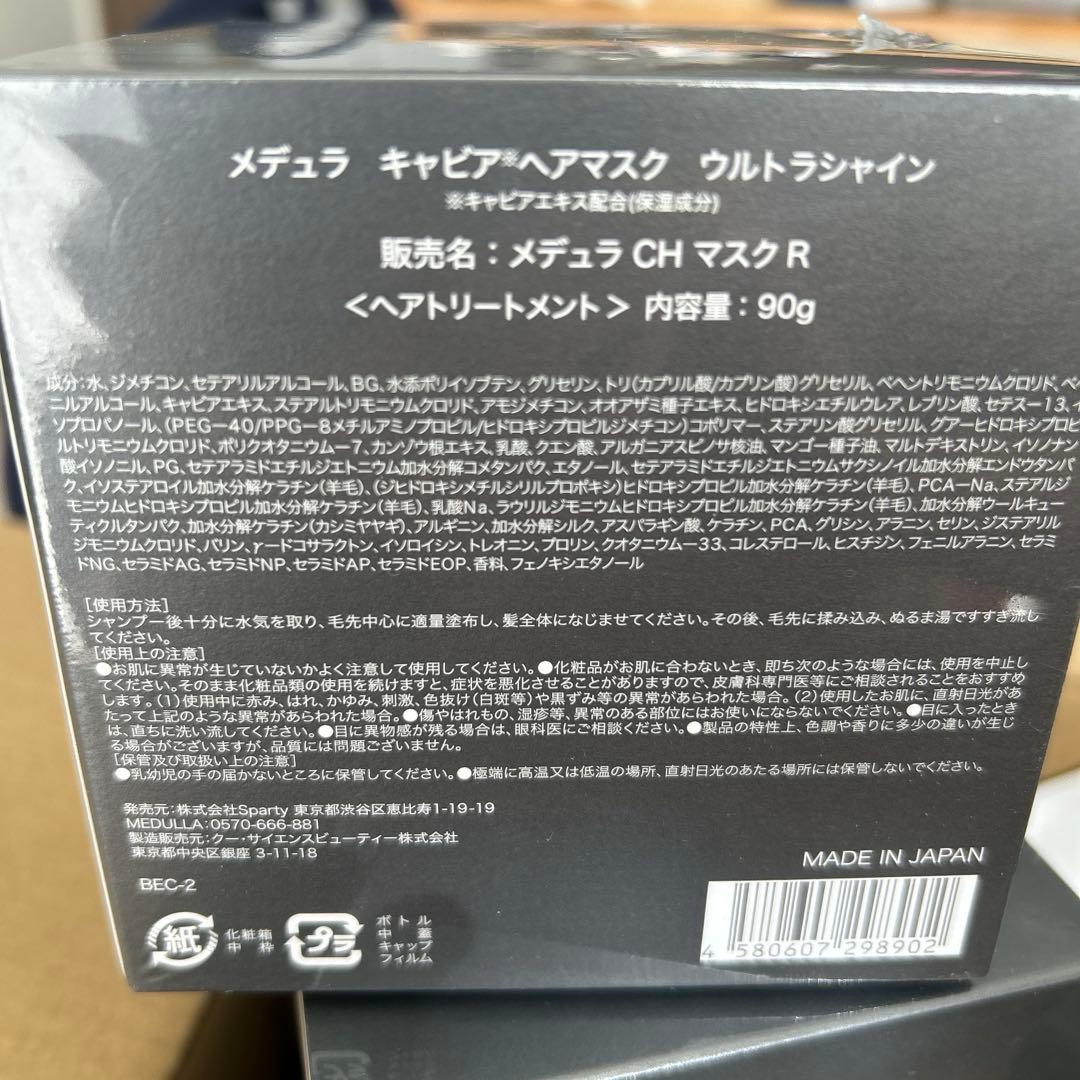 メデュラ キャビア※ヘアマスク ウルトラシャイン
※キャビアエキス配合(保湿成分)
販売名：メデュラ CH マスク R
＜ヘアトリートメント＞ 内容量：90g
成分：水、ジメチコン、セテアリルアルコール、BG、水添ポリイソブテン、グリセリン、トリ(カプリル酸/カプリン酸)グリセリル、ベヘントリモニウムクロリド、ベヘ
ニルアルコール、キャビアエキス、ステアルトリモニウムクロリド、アモジメチコン、オオアザミ種子エキス、ヒドロキシエチルウレア、レブリン酸、セテス－13、イ
ソプロパノール、(PEG－40/PPG－8メチルアミノプロピル/ヒドロキシプロピルジメチコン)コポリマー、ステアリン酸グリセリル、グアーヒドロキシプロピ
ルトリモニウムクロリド、ポリクオタニウム－7、カンゾウ根エキス、乳酸、クエン酸、アルガニアスピノサ核油、マンゴー種子油、マルトデキストリン、イソノナン
酸イソノニル、PG、セテアラミドエチルジエトニウム加水分解コメタンパク、エタノール、セテアラミドエチルジエトニウムサクシノイル加水分解エンドウタンパ
ク、イソステアロイル加水分解ケラチン(羊毛)、(ジヒドロキシメチルシリルプロポキシ)ヒドロキシプロピル加水分解ケラチン(羊毛)、PCA－Na、ステアルジ
モニウムヒドロキシプロピル加水分解ケラチン(羊毛)、乳酸Na、ラウリルジモニウムヒドロキシプロピル加水分解ケラチン(羊毛)、加水分解ウールキュー
ティクルタンパク、加水分解ケラチン(カシミヤヤギ)、アルギニン、加水分解シルク、アスパラギン酸、ケラチン、PCA、グリシン、アラニン、セリン、ジステアリル
ジモニウムクロリド、バリン、γ－ドコサラクトン、イソロイシン、トレオニン、プロリン、クオタニウム－33、コレステロール、ヒスチジン、フェニルアラニン、セラミ
ドNG、セラミドAG、セラミドNP、セラミドAP、セラミドEOP、香料、フェノキシエタノール
［使用方法］
シャンプー後十分に水気を取り、毛先中心に適量塗布し、髪全体になじませてください。その後、毛先に揉み込み、ぬるま湯ですすぎ流し
てください。
［使用上の注意］
●お肌に異常が生じていないかよく注意して使用してください。●化粧品がお肌に合わないとき、即ち次のような場合には、使用を中止し
てください。そのまま化粧品類の使用を続けますと、症状を悪化させることがありますので、皮膚科専門医等にご相談されることをおすすめ
します。(1)使用中に赤み、はれ、かゆみ、刺激、色抜け(白斑等)や黒ずみ等の異常があらわれた場合。(2)使用したお肌に、直射日光があ
たって上記のような異常があらわれた場合。●傷やはれもの、湿疹等、異常のある部位にはお使いにならないでください。●目に入ったとき
は、直ちに洗い流してください。●目に異物感が残る場合は、眼科医にご相談ください。●製品の特性上、色調や香りに多少の違いが生じ
る場合がございますが、品質には問題ございません。
［保管及び取扱い上の注意］
●乳幼児の手の届かないところに保管してください。●極端に高温又は低温の場所、直射日光のあたる場所には保管しないでください。
発売元：株式会社Sparty 東京都渋谷区恵比寿1-19-19
MEDULLA：0570-666-881
製造販売元：クー・サイエンスビューティー株式会社
東京都中央区銀座 3-11-18
MADE IN JAPAN
BEC-2
紙
化粧箱
中 枠
プラ
ボトル
中 蓋
キャップ
フィルム
4 580607 298902